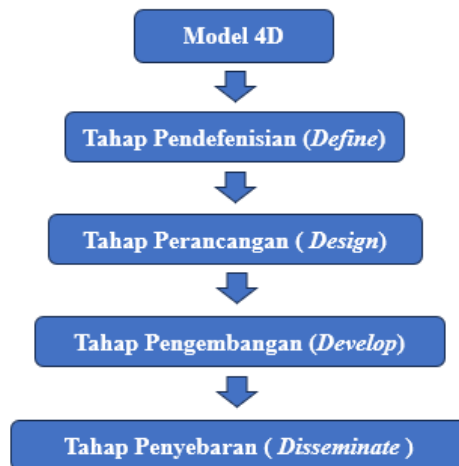 Model 4D
Tahap Pendefenisian (Define)
Tahap Perancangan ( Design)
Tahap Pengembangan (Develop)
Tahap Penyebaran ( Disseminate )